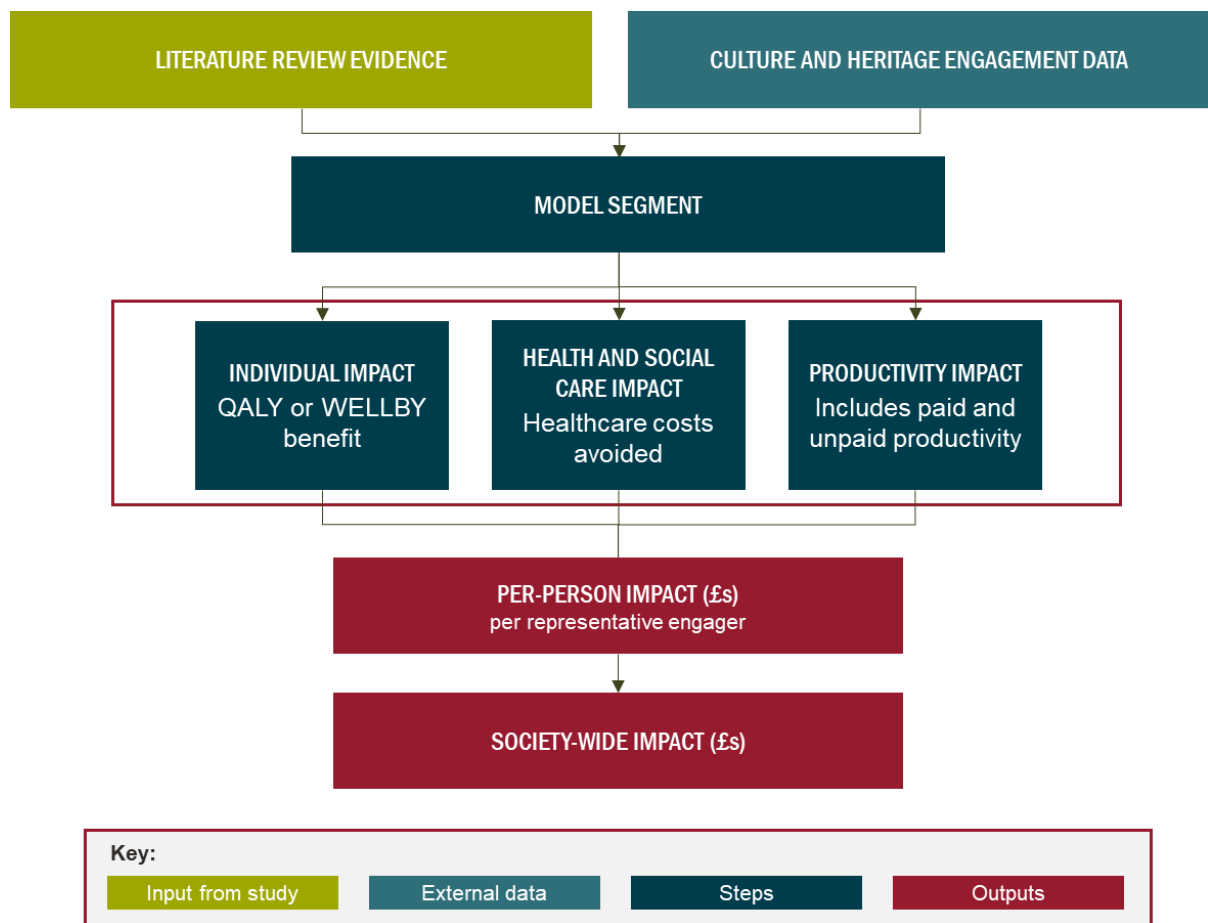 LITERATURE REVIEW EVIDENCE
CULTURE AND HERITAGE ENGAGEMENT DATA
MODEL SEGMENT
INDIVIDUAL IMPACT
QALY or WELLBY
benefit
HEALTH AND SOCIAL
CARE IMPACT
Healthcare costs
avoided
PRODUCTIVITY IMPACT
Includes paid and
unpaid productivity
PER-PERSON IMPACT (£s)
per representative engager
SOCIETY-WIDE IMPACT (£s)
Key:
Input from study
External data
Steps
Outputs